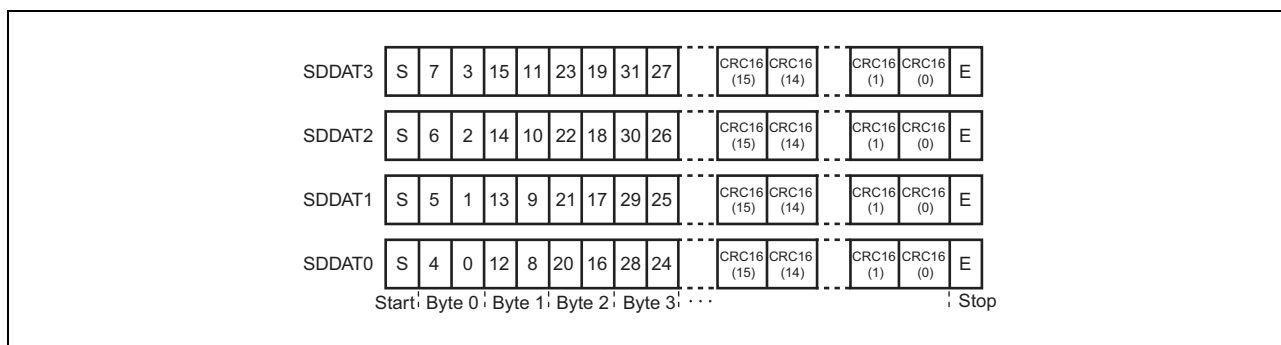 SDDAT3 S 7 3 15 11 23 19 31 27 CRC16 (15) CRC16 (14) CRC16 (1) CRC16 (0) E
SDDAT2 S 6 2 14 10 22 18 30 26 CRC16 (15) CRC16 (14) CRC16 (1) CRC16 (0) E
SDDAT1 S 5 1 13 9 21 17 29 25 CRC16 (15) CRC16 (14) CRC16 (1) CRC16 (0) E
SDDAT0 S 4 0 12 8 20 16 28 24 CRC16 (15) CRC16 (14) CRC16 (1) CRC16 (0) E
Start Byte 0 Byte 1 Byte 2 Byte 3 · · · Stop